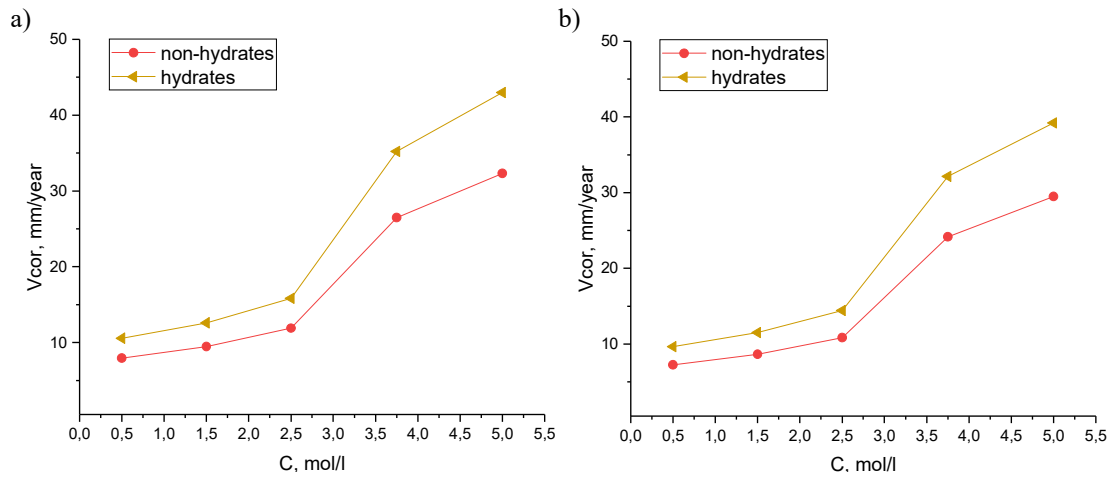 a)
50
40
30
20
10
Vcor, mm/year
non-hydrates
hydrates
0,0 0,5 1,0 1,5 2,0 2,5 3,0 3,5 4,0 4,5 5,0 5,5
C, mol/l
b)
50
40
30
20
10
Vcor, mm/year
non-hydrates
hydrates
0,0 0,5 1,0 1,5 2,0 2,5 3,0 3,5 4,0 4,5 5,0 5,5
C, mol/l